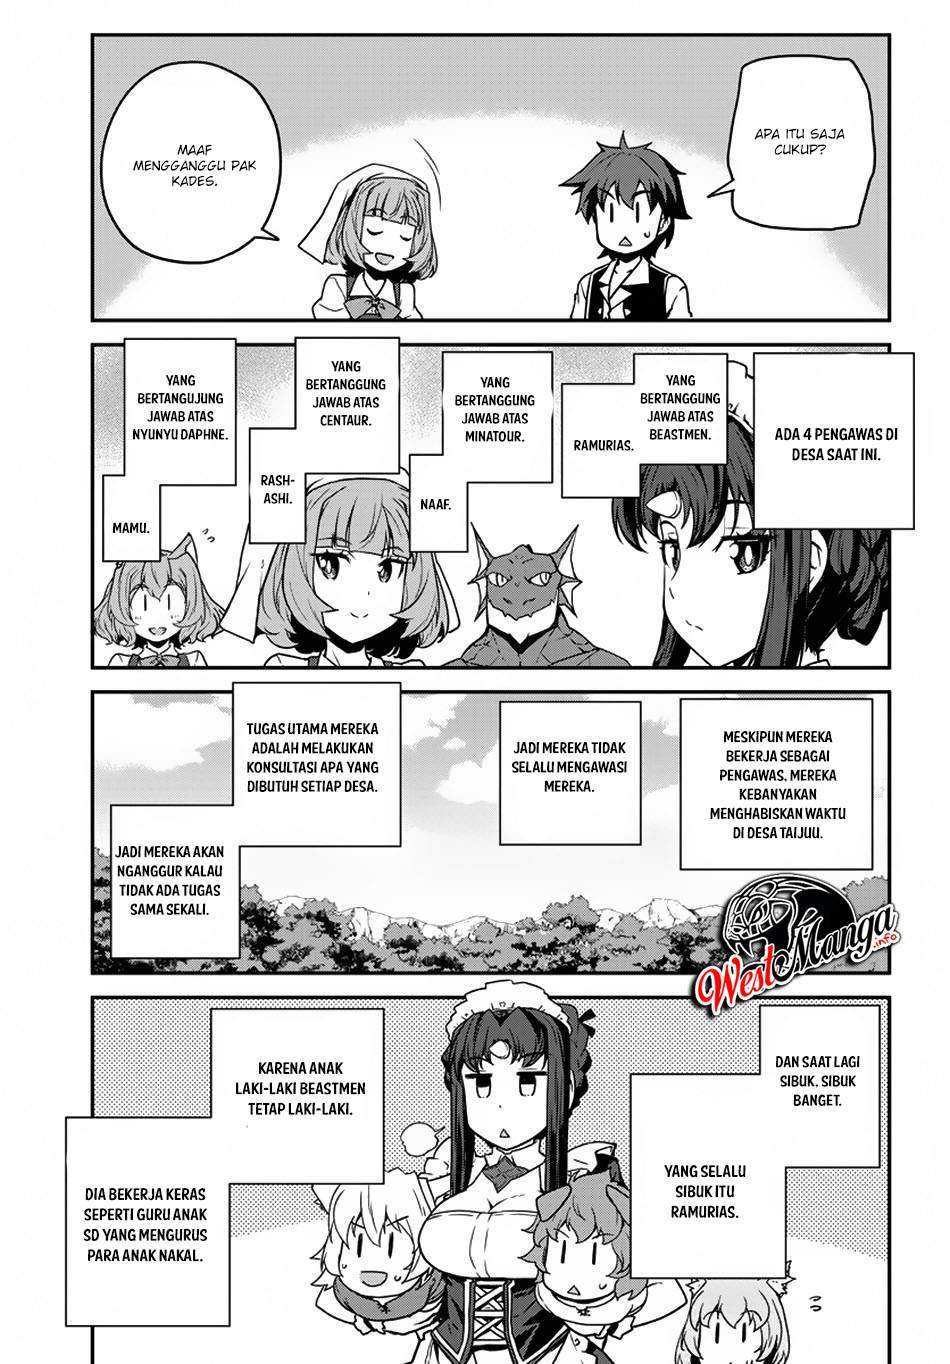 APA ITU SAJA
CUKUP?
MAAF
MENGGANGGU PAK
KADES.
ADA 4 PENGAWAS DI
DESA SAAT INI.
YANG
BERTANGGUNG
JAWAB ATAS
BEASTMEN.
RAMURIAS.
YANG
BERTANGGUNG
JAWAB ATAS
MINATOUR.
NAAF.
YANG
BERTANGGUNG
JAWAB ATAS
CENTAUR.
RASH-
ASHI.
YANG
BERTANGUJUNG
JAWAB ATAS
NYUNYU DAPHNE.
MAMU.
MESKIPUN MEREKA
BEKERJA SEBAGAI
PENGAWAS, MEREKA
KEBANYAKAN
MENGHABISKAN WAKTU
DI DESA TAIJUU.
JADI MEREKA TIDAK
SELALU MENGAWASI
MEREKA.
TUGAS UTAMA MEREKA
ADALAH MELAKUKAN
KONSULTASI APA YANG
DIBUTUH SETIAP DESA.
JADI MEREKA AKAN
NGANGGUR KALAU
TIDAK ADA TUGAS
SAMA SEKALI.
WestManga
.info
DAN SAAT LAGI
SIBUK, SIBUK
BANGET.
YANG SELALU
SIBUK ITU
RAMURIAS.
KARENA ANAK
LAKI-LAKI BEASTMEN
TETAP LAKI-LAKI.
DIA BEKERJA KERAS
SEPERTI GURU ANAK
SD YANG MENGURUS
PARA ANAK NAKAL.